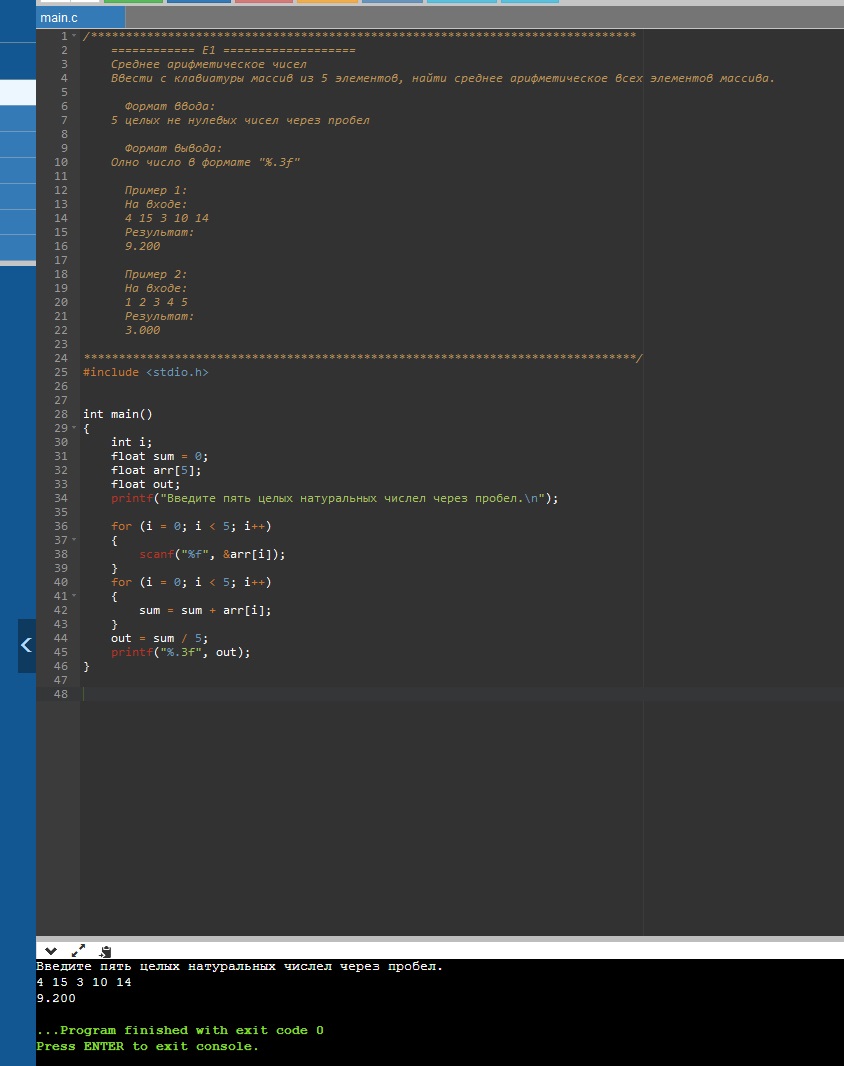 main.c
1 /******************************************************************************
2 ============ E1 ===================
3 Среднее арифметическое чисел
4 Ввести с клавиатуры массив из 5 элементов, найти среднее арифметическое всех элементов массива.
5
6 Формат ввода:
7 5 целых не нулевых чисел через пробел
8
9 Формат вывода:
10 Олно число в формате "%.3f"
11
12 Пример 1:
13 На входе:
14 4 15 3 10 14
15 Результат:
16 9.200
17
18 Пример 2:
19 На входе:
20 1 2 3 4 5
21 Результат:
22 3.000
23
24 *******************************************************************************/
25 #include <stdio.h>
26
27
28 int main()
29 {
30 int i;
31 float sum = 0;
32 float arr[5];
33 float out;
34 printf("Введите пять целых натуральных числел через пробел.\n");
35
36 for (i = 0; i < 5; i++)
37 {
38 scanf("%f", &arr[i]);
39 }
40 for (i = 0; i < 5; i++)
41 {
42 sum = sum + arr[i];
43 }
44 out = sum / 5;
45 printf("%.3f", out);
46 }
47
48
Введите пять целых натуральных числел через пробел.
4 15 3 10 14
9.200
...Program finished with exit code 0
Press ENTER to exit console.